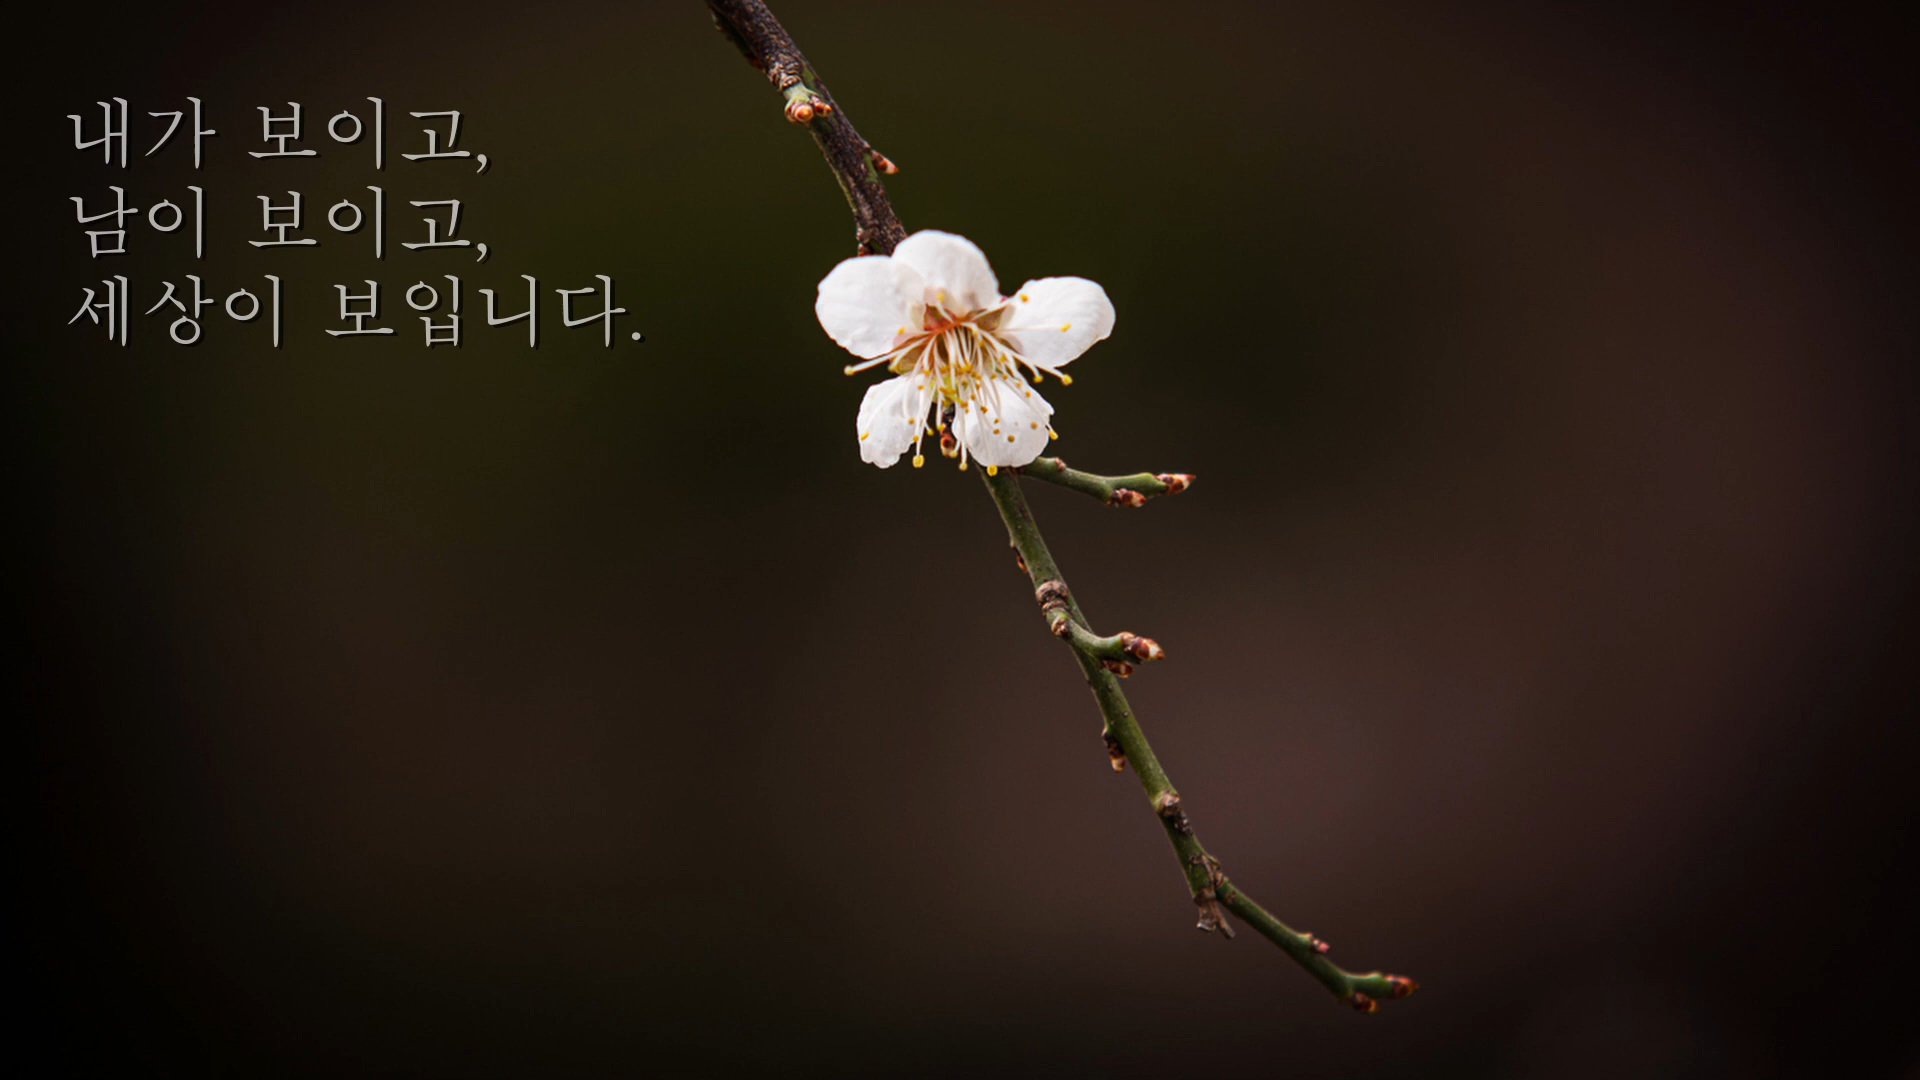 내가 보이고,
남이 보이고,
세상이 보입니다.